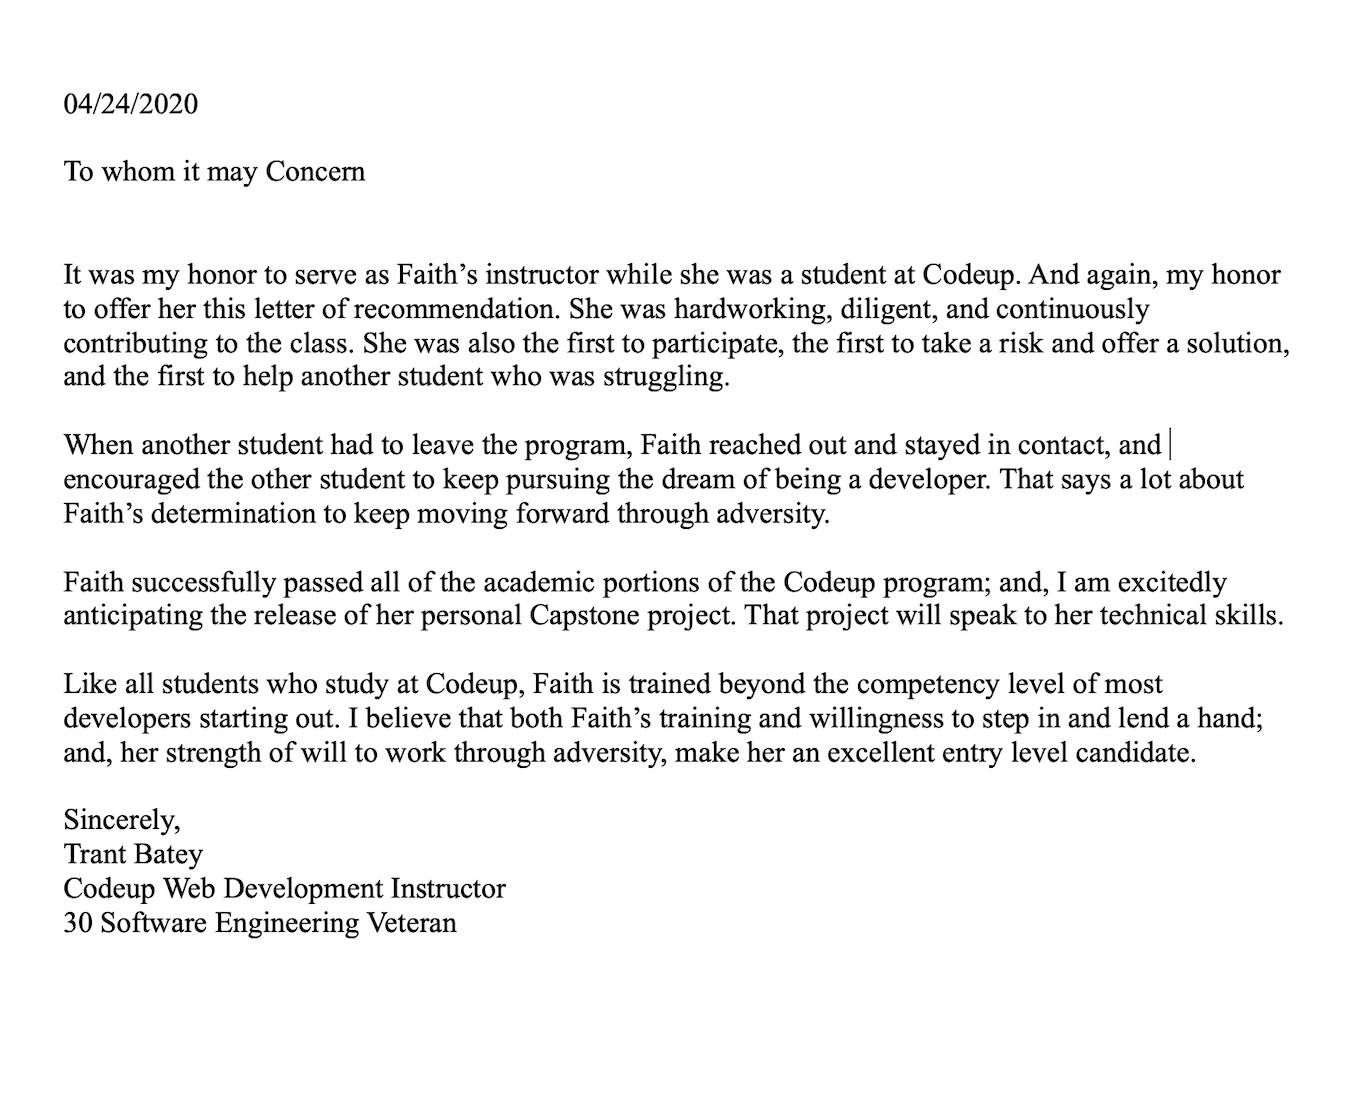 04/24/2020
To whom it may Concern
It was my honor to serve as Faith’s instructor while she was a student at Codeup. And again, my honor
to offer her this letter of recommendation. She was hardworking, diligent, and continuously
contributing to the class. She was also the first to participate, the first to take a risk and offer a solution,
and the first to help another student who was struggling.
When another student had to leave the program, Faith reached out and stayed in contact, and
encouraged the other student to keep pursuing the dream of being a developer. That says a lot about
Faith’s determination to keep moving forward through adversity.
Faith successfully passed all of the academic portions of the Codeup program; and, I am excitedly
anticipating the release of her personal Capstone project. That project will speak to her technical skills.
Like all students who study at Codeup, Faith is trained beyond the competency level of most
developers starting out. I believe that both Faith’s training and willingness to step in and lend a hand;
and, her strength of will to work through adversity, make her an excellent entry level candidate.
Sincerely,
Trant Batey
Codeup Web Development Instructor
30 Software Engineering Veteran